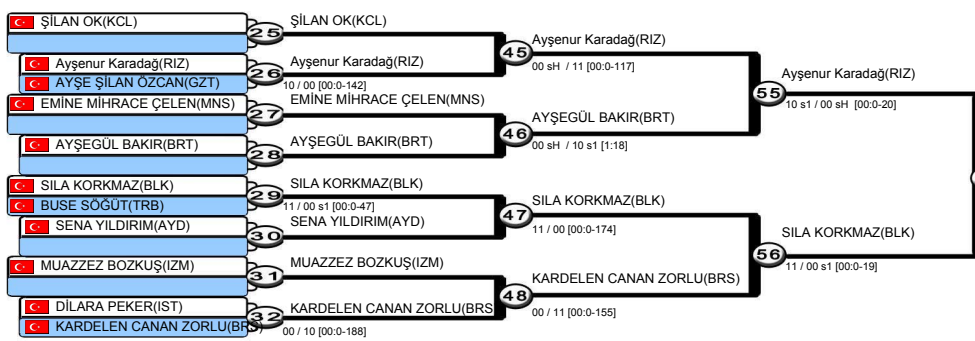 ŞİLAN OK(KCL)
25
ŞİLAN OK(KCL)
45
Ayşenur Karadağ(RIZ)
00 sH / 11 [00:0-117]
Ayşenur Karadağ(RIZ)
AYŞE ŞİLAN ÖZCAN(GZT)
26
Ayşenur Karadağ(RIZ)
10 / 00 [00:0-142]
55
Ayşenur Karadağ(RIZ)
10 s1 / 00 sH [00:0-20]
EMİNE MİHRACE ÇELEN(MNS)
27
EMİNE MİHRACE ÇELEN(MNS)
46
AYŞEGÜL BAKIR(BRT)
00 sH / 10 s1 [1:18]
AYŞEGÜL BAKIR(BRT)
28
AYŞEGÜL BAKIR(BRT)
SILA KORKMAZ(BLK)
BUSE SÖĞÜT(TRB)
29
SILA KORKMAZ(BLK)
11 / 00 s1 [00:0-47]
47
SILA KORKMAZ(BLK)
11 / 00 [00:0-174]
SENA YILDIRIM(AYD)
30
SENA YILDIRIM(AYD)
56
SILA KORKMAZ(BLK)
11 / 00 s1 [00:0-19]
MUAZZEZ BOZKUŞ(IZM)
31
MUAZZEZ BOZKUŞ(IZM)
48
KARDELEN CANAN ZORLU(BRS)
00 / 11 [00:0-155]
DİLARA PEKER(IST)
KARDELEN CANAN ZORLU(BRS)
32
KARDELEN CANAN ZORLU(BRS
00 / 10 [00:0-188]